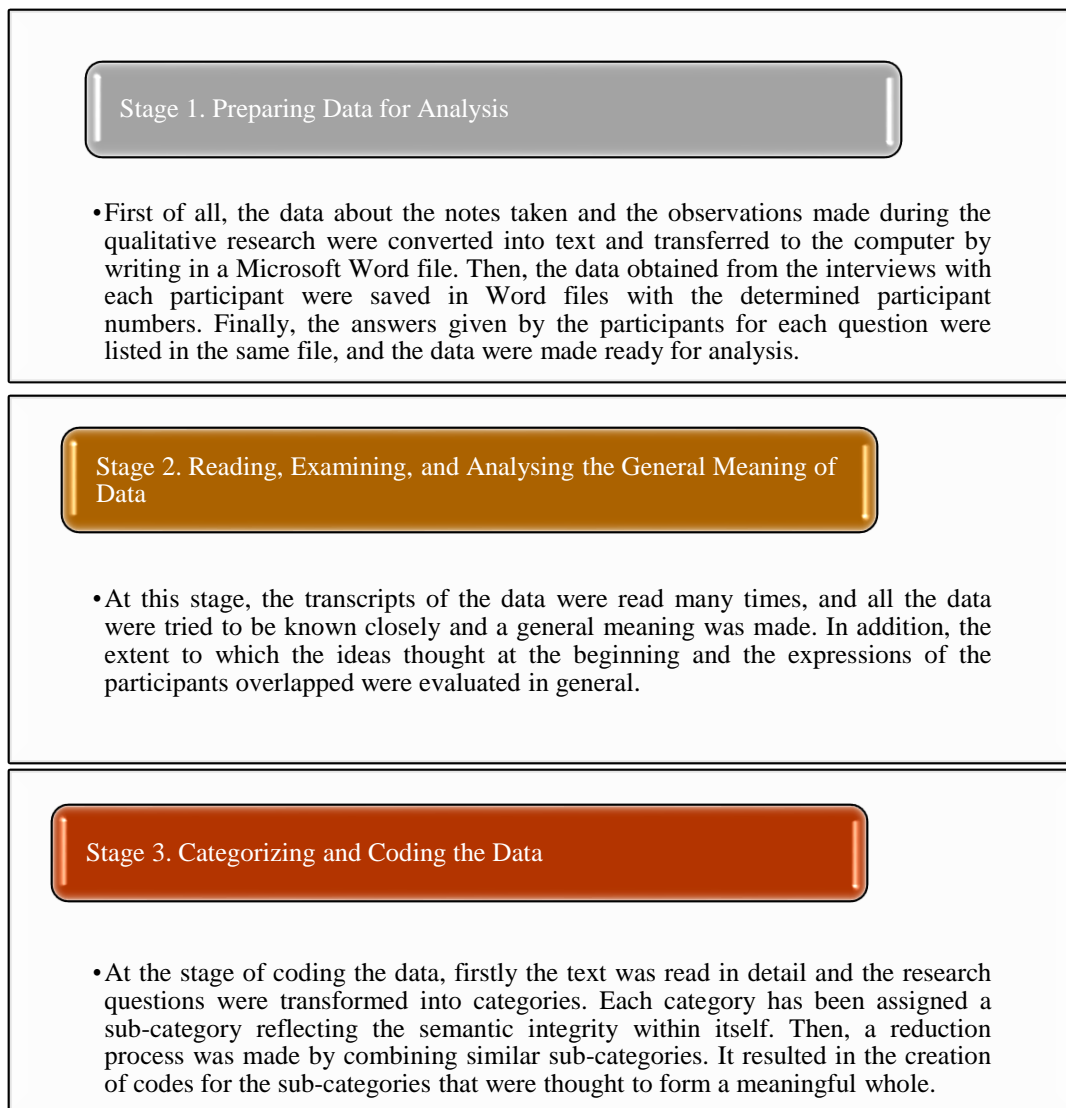 Stage 1. Preparing Data for Analysis
•First of all, the data about the notes taken and the observations made during the
qualitative research were converted into text and transferred to the computer by
writing in a Microsoft Word file. Then, the data obtained from the interviews with
each participant were saved in Word files with the determined participant
numbers. Finally, the answers given by the participants for each question were
listed in the same file, and the data were made ready for analysis.
Stage 2. Reading, Examining, and Analysing the General Meaning of
Data
•At this stage, the transcripts of the data were read many times, and all the data
were tried to be known closely and a general meaning was made. In addition, the
extent to which the ideas thought at the beginning and the expressions of the
participants overlapped were evaluated in general.
Stage 3. Categorizing and Coding the Data
•At the stage of coding the data, firstly the text was read in detail and the research
questions were transformed into categories. Each category has been assigned a
sub-category reflecting the semantic integrity within itself. Then, a reduction
process was made by combining similar sub-categories. It resulted in the creation
of codes for the sub-categories that were thought to form a meaningful whole.